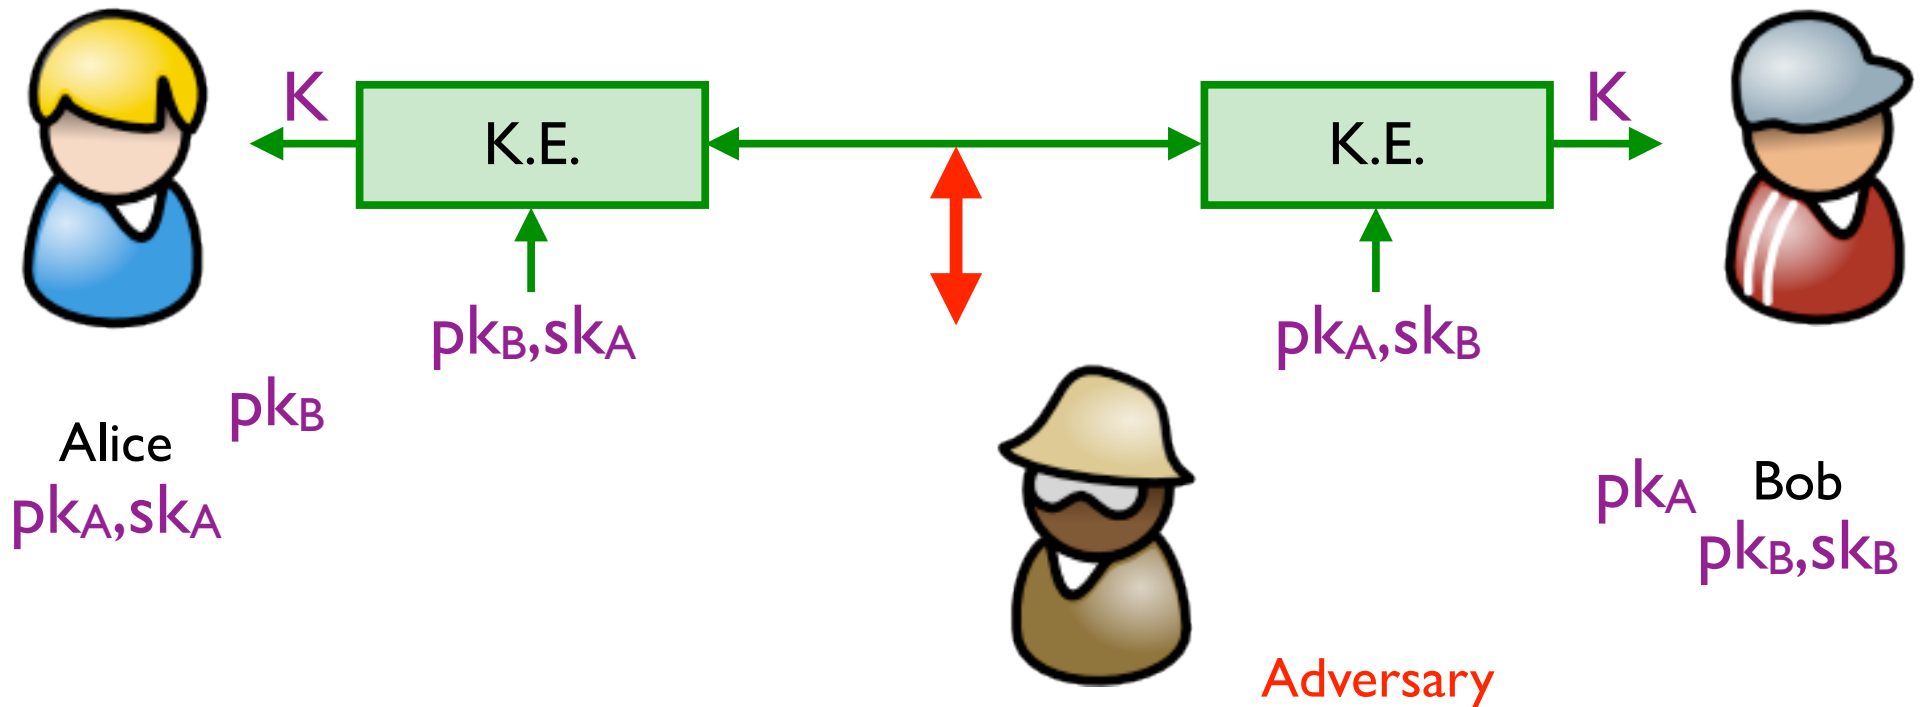 K
K.E.
K.E.
K
pkB,skA
pkA,skB
pkB
Alice
pkA,skA
pkA
Bob
pkB,skB
Adversary